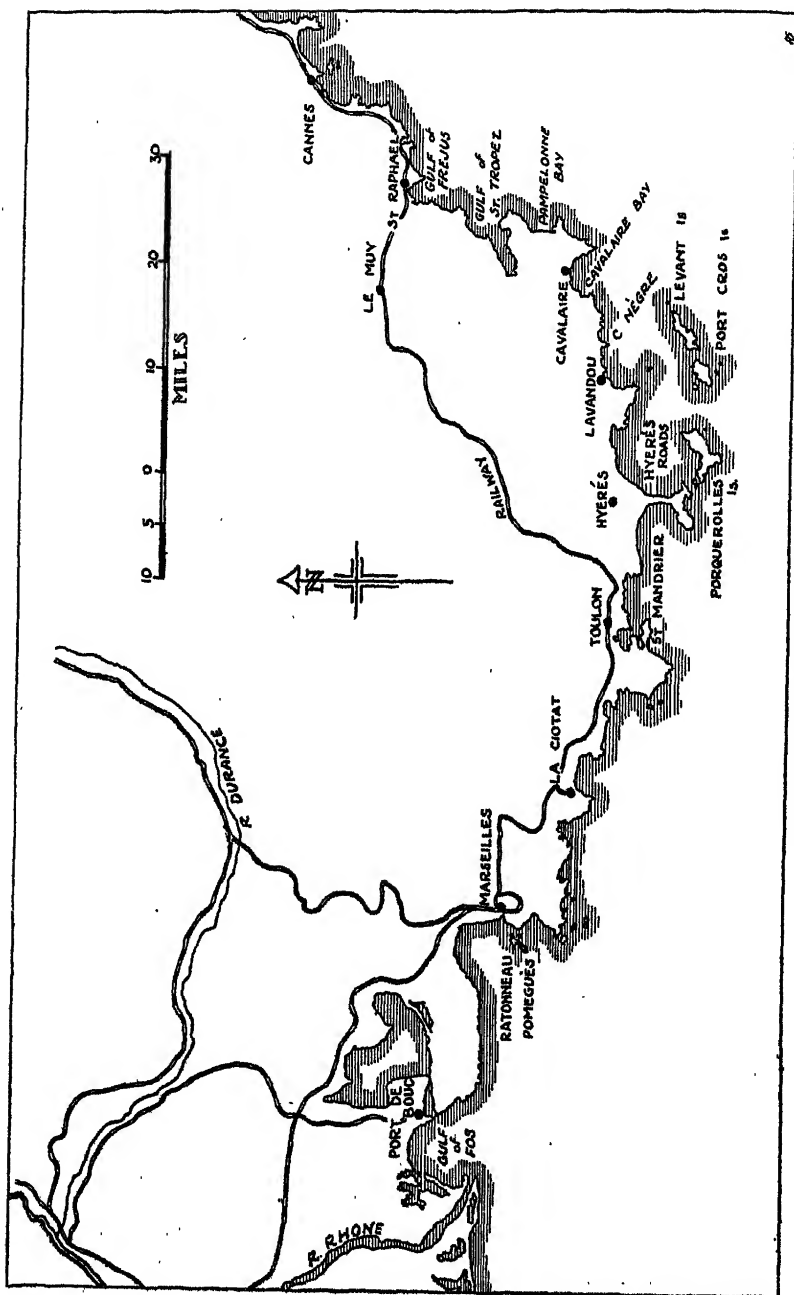 10 5 0 10 20 30
MILES
N
R DURANCE
CANNES
LE MUY
ST RAPHAEL
GULF of
FREJUS
RAILWAY
GULF of
ST. TROPEZ
PAMPELONNE
BAY
R. RHONE
PORT DE
BOUC
GULF
of
FOS
MARSEILLES
RATONNEAU
POMEGUÈS
LA CIOTAT
TOULON
ST MANDRIER
HYERÉS
HYERÉS
ROADS
LAVANDOU
CAVALAIRE
CAVALAIRE BAY
C NÈGRE
LEVANT IS
PORT CROS IS
PORQUEROLLES
IS.